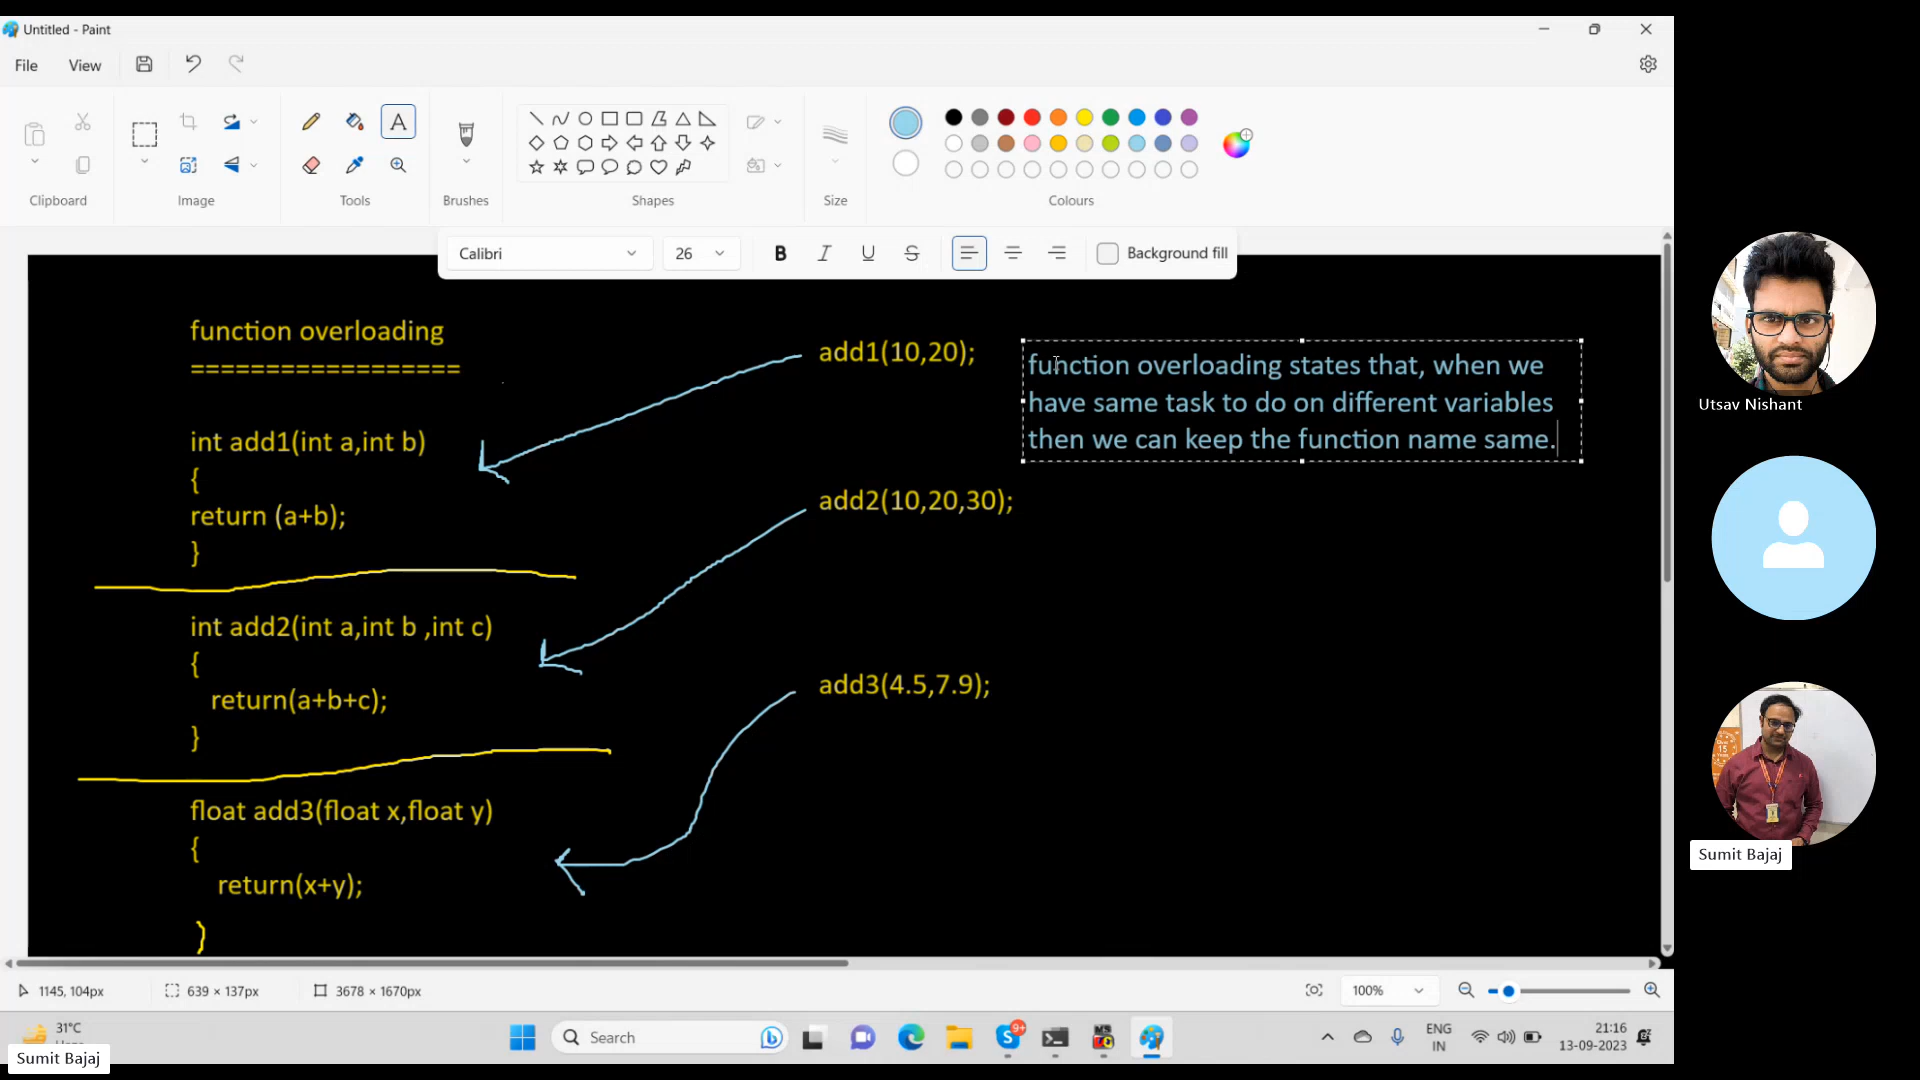 Untitled - Paint
File
View
Clipboard
Image
Tools
Brushes
Shapes
Size
Colours
Calibri
26
B
I
U
S
Background fill
function overloading
==================
int add1(int a,int b)
{
return (a+b);
}
int add2(int a,int b ,int c)
{
return(a+b+c);
}
float add3(float x,float y)
{
return(x+y);
}
add1(10,20);
add2(10,20,30);
add3(4.5,7.9);
function overloading states that, when we
have same task to do on different variables
then we can keep the function name same.
Utsav Nishant
Sumit Bajaj
1145, 104px
639 × 137px
3678 × 1670px
100%
31°C
Sumit Bajaj
Search
9+
ENG
IN
21:16
13-09-2023